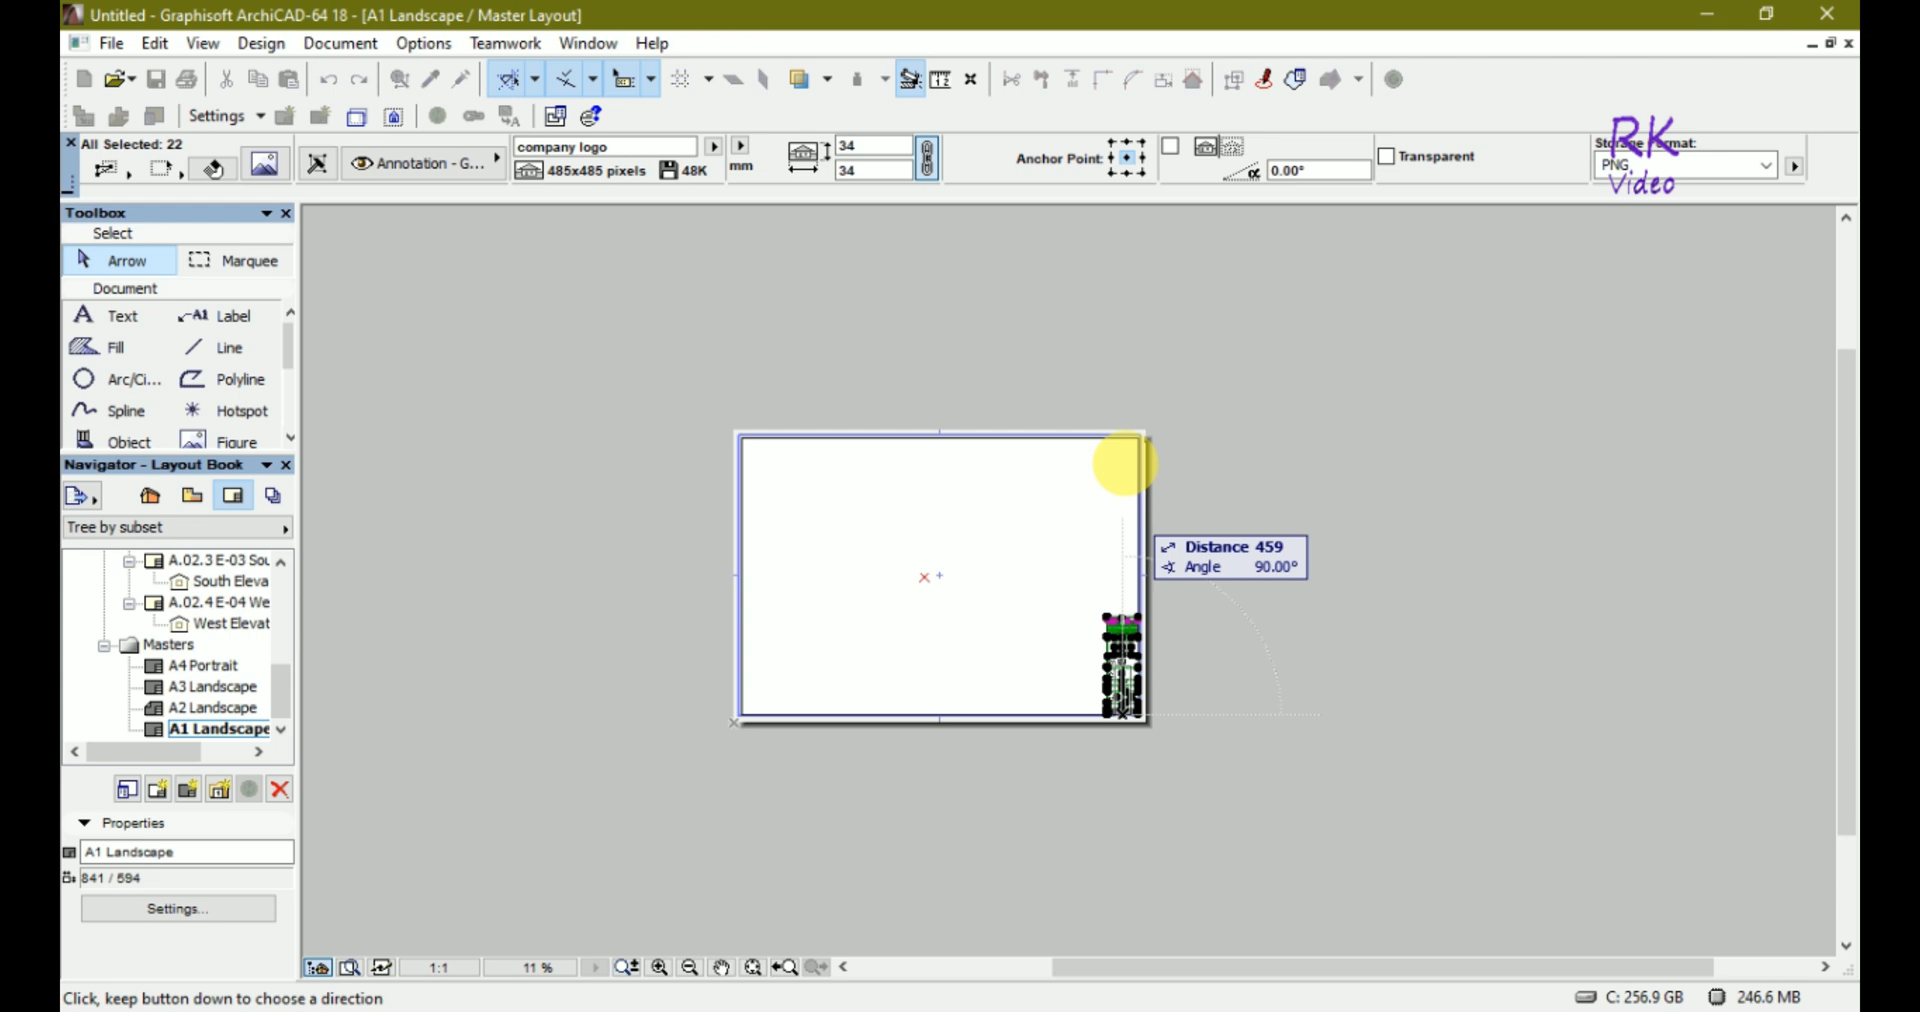 Untitled - Graphisoft ArchiCAD-64 18 - [A1 Landscape / Master Layout]
File Edit View Design Document Options Teamwork Window Help
Settings
All Selected: 22
Annotation - G...
company logo
485x485 pixels 48K
mm
34
34
Anchor Point:
0.00°
Transparent
Storage Format:
PNG
RK
Video
Toolbox
Select
Arrow Marquee
Document
Text Label
Fill Line
Arc/Ci... Polyline
Spline Hotspot
Object Figure
Navigator - Layout Book
Tree by subset
A.02.3 E-03 Sou
South Eleva
A.02.4 E-04 We
West Elevat
Masters
A4 Portrait
A3 Landscape
A2 Landscape
A1 Landscape
Properties
A1 Landscape
841 / 594
Settings...
Distance 459
Angle 90.00°
1:1 11 %
Click, keep button down to choose a direction
C: 256.9 GB 246.6 MB